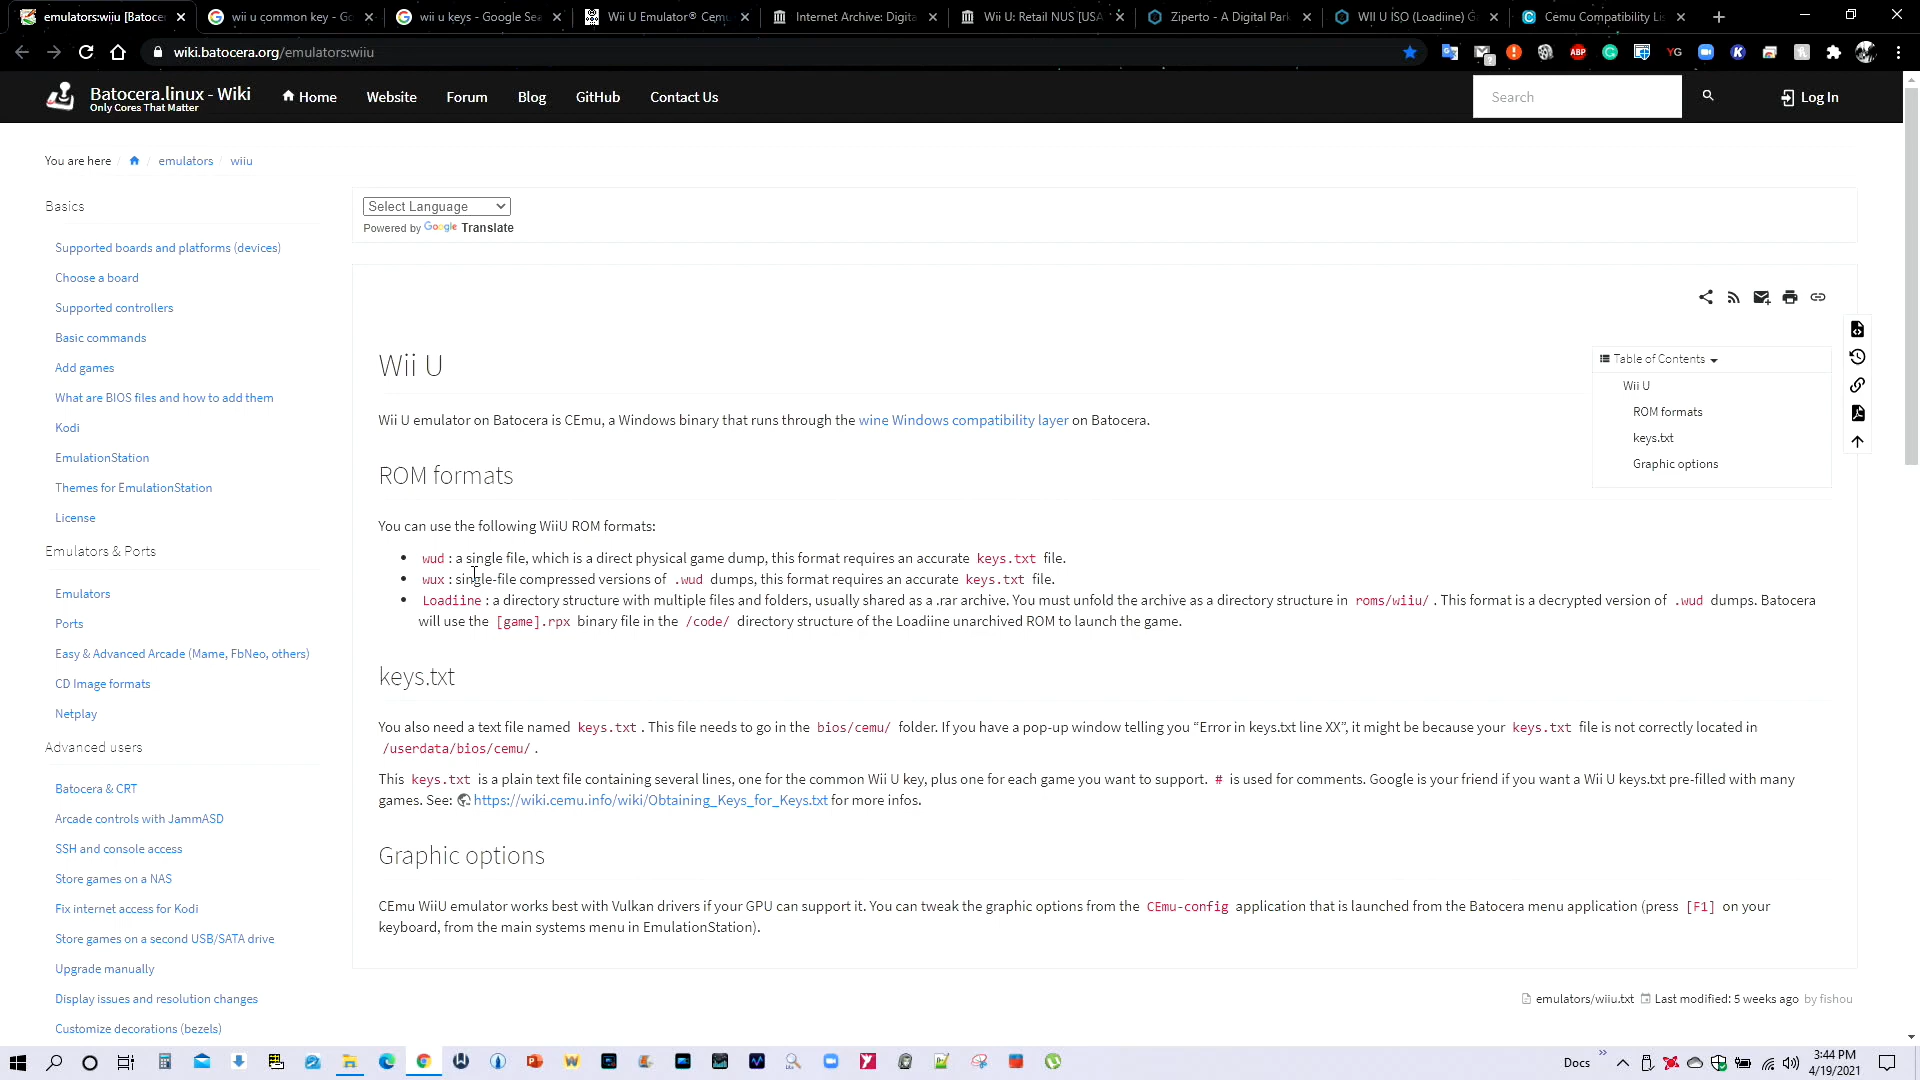 emulators:wiiu [Batoce
wii u common key - Go
wii u keys - Google Sea
Wii U Emulator® Cemu
Internet Archive: Digita
Wii U: Retail NUS [USA
Ziperto - A Digital Park
WII U ISO (Loadiine) G
Cemu Compatibility Lis
wiki.batocera.org/emulators:wiiu
Batocera.linux - Wiki
Only Cores That Matter
Home
Website
Forum
Blog
GitHub
Contact Us
Search
Log In
You are here / / emulators / wiiu
Basics
Supported boards and platforms (devices)
Choose a board
Supported controllers
Basic commands
Add games
What are BIOS files and how to add them
Kodi
EmulationStation
Themes for EmulationStation
License
Emulators & Ports
Emulators
Ports
Easy & Advanced Arcade (Mame, FbNeo, others)
CD Image formats
Netplay
Advanced users
Batocera & CRT
Arcade controls with JammASD
SSH and console access
Store games on a NAS
Fix internet access for Kodi
Store games on a second USB/SATA drive
Upgrade manually
Display issues and resolution changes
Customize decorations (bezels)
Select Language
Powered by Google Translate
Wii U
Wii U emulator on Batocera is CEmu, a Windows binary that runs through the wine Windows compatibility layer on Batocera.
ROM formats
You can use the following WiiU ROM formats:
• wud : a single file, which is a direct physical game dump, this format requires an accurate keys.txt file.
• wux : single-file compressed versions of .wud dumps, this format requires an accurate keys.txt file.
• Loadiine : a directory structure with multiple files and folders, usually shared as a .rar archive. You must unfold the archive as a directory structure in roms/wiiu/ . This format is a decrypted version of .wud dumps. Batocera
will use the [game].rpx binary file in the /code/ directory structure of the Loadiine unarchived ROM to launch the game.
keys.txt
You also need a text file named keys.txt . This file needs to go in the bios/cemu/ folder. If you have a pop-up window telling you “Error in keys.txt line XX”, it might be because your keys.txt file is not correctly located in
/userdata/bios/cemu/ .
This keys.txt is a plain text file containing several lines, one for the common Wii U key, plus one for each game you want to support. # is used for comments. Google is your friend if you want a Wii U keys.txt pre-filled with many
games. See: https://wiki.cemu.info/wiki/Obtaining_Keys_for_Keys.txt for more infos.
Graphic options
CEmu WiiU emulator works best with Vulkan drivers if your GPU can support it. You can tweak the graphic options from the CEmu-config application that is launched from the Batocera menu application (press [F1] on your
keyboard, from the main systems menu in EmulationStation).
Table of Contents
Wii U
ROM formats
keys.txt
Graphic options
emulators/wiiu.txt Last modified: 5 weeks ago by fishou
Docs
3:44 PM
4/19/2021